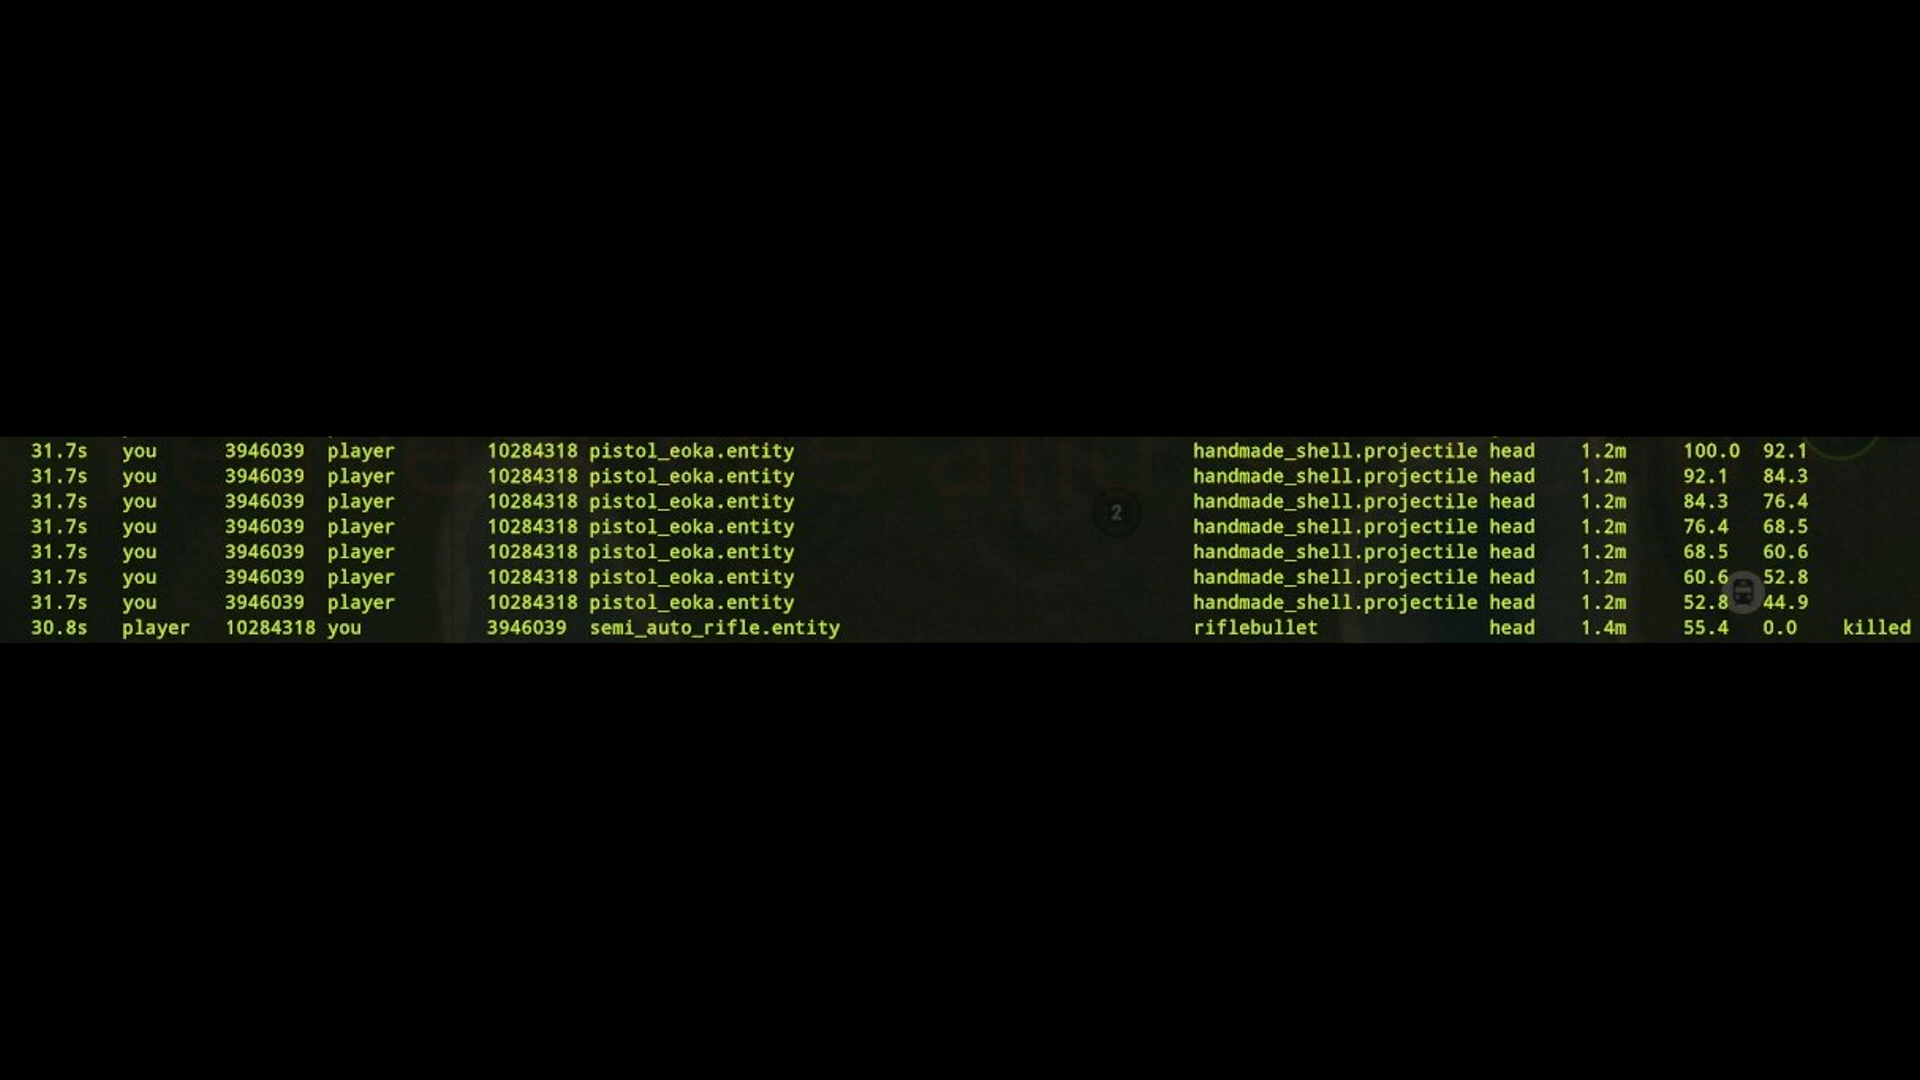 31.7s you 3946039 player 10284318 pistol_eoka.entity handmade_shell.projectile head 1.2m 100.0 92.1
31.7s you 3946039 player 10284318 pistol_eoka.entity handmade_shell.projectile head 1.2m 92.1 84.3
31.7s you 3946039 player 10284318 pistol_eoka.entity handmade_shell.projectile head 1.2m 84.3 76.4
31.7s you 3946039 player 10284318 pistol_eoka.entity handmade_shell.projectile head 1.2m 76.4 68.5
31.7s you 3946039 player 10284318 pistol_eoka.entity handmade_shell.projectile head 1.2m 68.5 60.6
31.7s you 3946039 player 10284318 pistol_eoka.entity handmade_shell.projectile head 1.2m 60.6 52.8
31.7s you 3946039 player 10284318 pistol_eoka.entity handmade_shell.projectile head 1.2m 52.8 44.9
30.8s player 10284318 you 3946039 semi_auto_rifle.entity riflebullet head 1.4m 55.4 0.0 killed
2